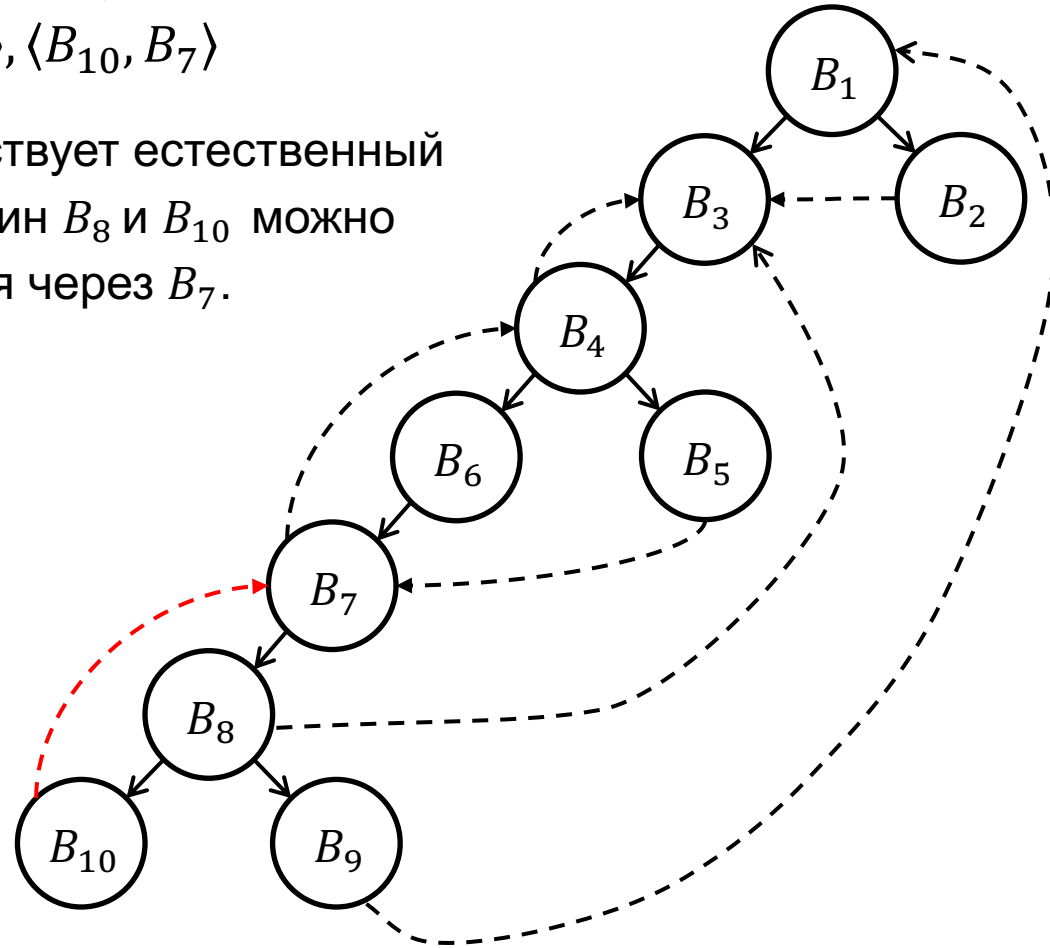 , ⟨B₁₀, B₇⟩
ствует естественный
ин B₈ и B₁₀ можно
я через B₇.
B₁
B₃
B₂
B₄
B₆
B₅
B₇
B₈
B₁₀
B₉